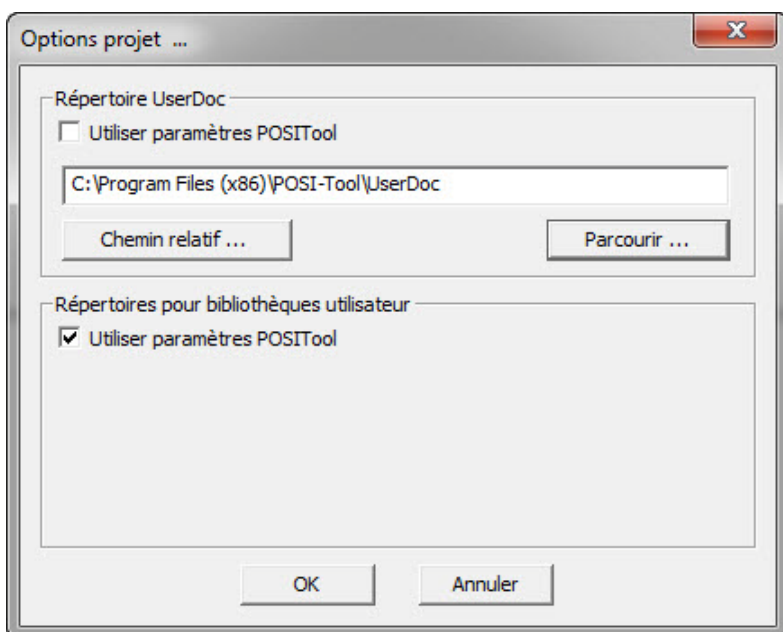 Options projet ...
Répertoire UserDoc
Utiliser paramètres POSITool
C:\Program Files (x86)\POSI-Tool\UserDoc
Chemin relatif ...
Parcourir ...
Répertoires pour bibliothèques utilisateur
Utiliser paramètres POSITool
OK
Annuler